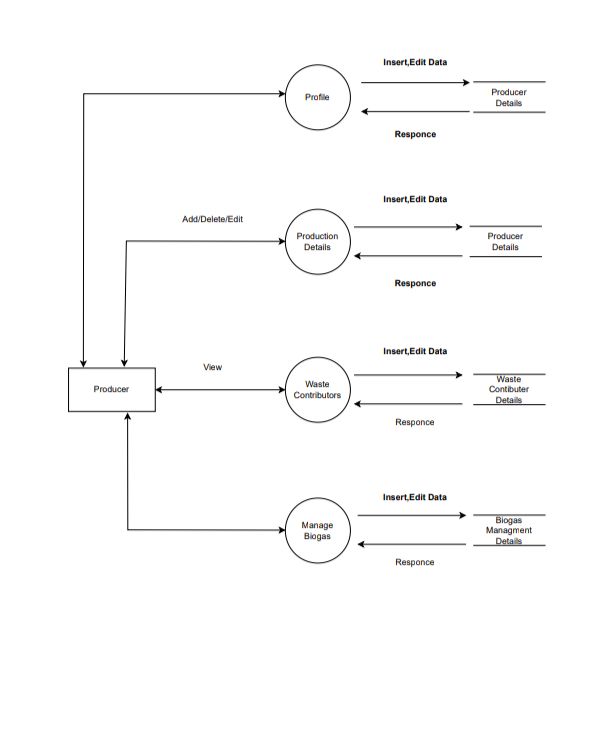 Insert,Edit Data
Profile
Producer
Details
Responce
Insert,Edit Data
Add/Delete/Edit
Production
Details
Producer
Details
Responce
Insert,Edit Data
View
Producer
Waste
Contributors
Waste
Contibuter
Details
Responce
Insert,Edit Data
Manage
Biogas
Biogas
Managment
Details
Responce